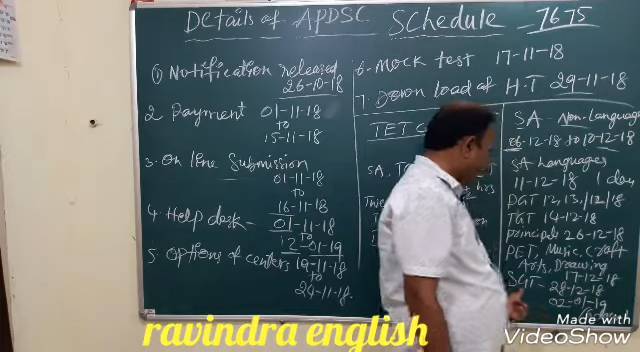 Details of APDSC Schedule - 7675
① Notification released
26-10-18
2. Payment 01-11-18
TO
15-11-18
3. On line Submission
01-11-18
TO
16-11-18
4. Help desk - 01-11-18
TO
12-01-19
5. Options of centers 19-11-18
TO
24-11-18.
6. Mock test 17-11-18
7. Down load of H.T 29-11-18
TET
SA.
hrs
SA Non-Language
06-12-18 to 10-12-18
SA Languages
11-12-18 1 day
PGT 12,13/12/18
TGT 14-12-18
principals 26-12-18
PET, Music, Craft
Arts, Drawing
17-12-18
SGT - 28-12-18
02-01-19
ravindra english
Made with
VideoShow